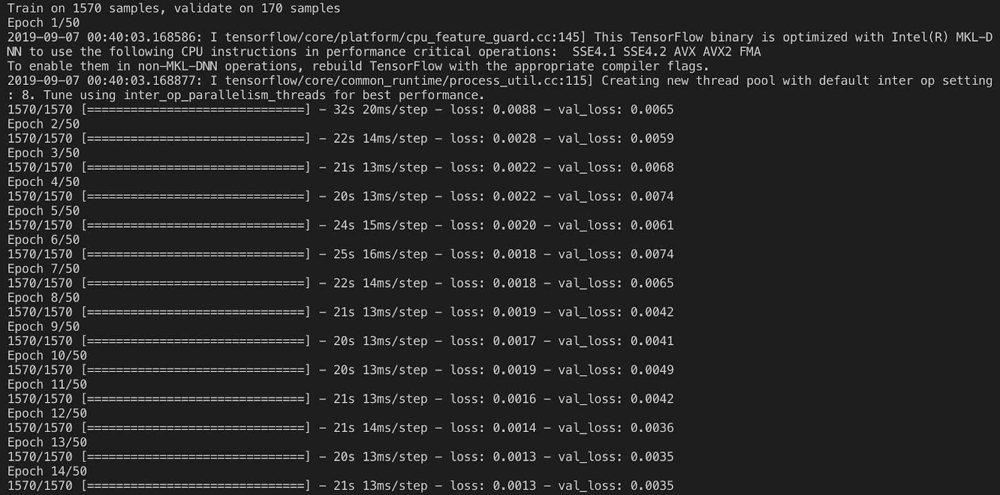 Train on 1570 samples, validate on 170 samples
Epoch 1/50
2019-09-07 00:40:03.168586: I tensorflow/core/platform/cpu_feature_guard.cc:145] This TensorFlow binary is optimized with Intel(R) MKL-D
NN to use the following CPU instructions in performance critical operations:  SSE4.1 SSE4.2 AVX AVX2 FMA
To enable them in non-MKL-DNN operations, rebuild TensorFlow with the appropriate compiler flags.
2019-09-07 00:40:03.168877: I tensorflow/core/common_runtime/process_util.cc:115] Creating new thread pool with default inter op setting
: 8. Tune using inter_op_parallelism_threads for best performance.
1570/1570 [==============================] - 32s 20ms/step - loss: 0.0088 - val_loss: 0.0065
Epoch 2/50
1570/1570 [==============================] - 22s 14ms/step - loss: 0.0028 - val_loss: 0.0059
Epoch 3/50
1570/1570 [==============================] - 21s 13ms/step - loss: 0.0022 - val_loss: 0.0068
Epoch 4/50
1570/1570 [==============================] - 20s 13ms/step - loss: 0.0022 - val_loss: 0.0074
Epoch 5/50
1570/1570 [==============================] - 24s 15ms/step - loss: 0.0020 - val_loss: 0.0061
Epoch 6/50
1570/1570 [==============================] - 25s 16ms/step - loss: 0.0018 - val_loss: 0.0074
Epoch 7/50
1570/1570 [==============================] - 22s 14ms/step - loss: 0.0018 - val_loss: 0.0065
Epoch 8/50
1570/1570 [==============================] - 21s 13ms/step - loss: 0.0019 - val_loss: 0.0042
Epoch 9/50
1570/1570 [==============================] - 20s 13ms/step - loss: 0.0017 - val_loss: 0.0041
Epoch 10/50
1570/1570 [==============================] - 20s 13ms/step - loss: 0.0019 - val_loss: 0.0049
Epoch 11/50
1570/1570 [==============================] - 21s 13ms/step - loss: 0.0016 - val_loss: 0.0042
Epoch 12/50
1570/1570 [==============================] - 21s 14ms/step - loss: 0.0014 - val_loss: 0.0036
Epoch 13/50
1570/1570 [==============================] - 20s 13ms/step - loss: 0.0013 - val_loss: 0.0035
Epoch 14/50
1570/1570 [==============================] - 21s 13ms/step - loss: 0.0013 - val_loss: 0.0035